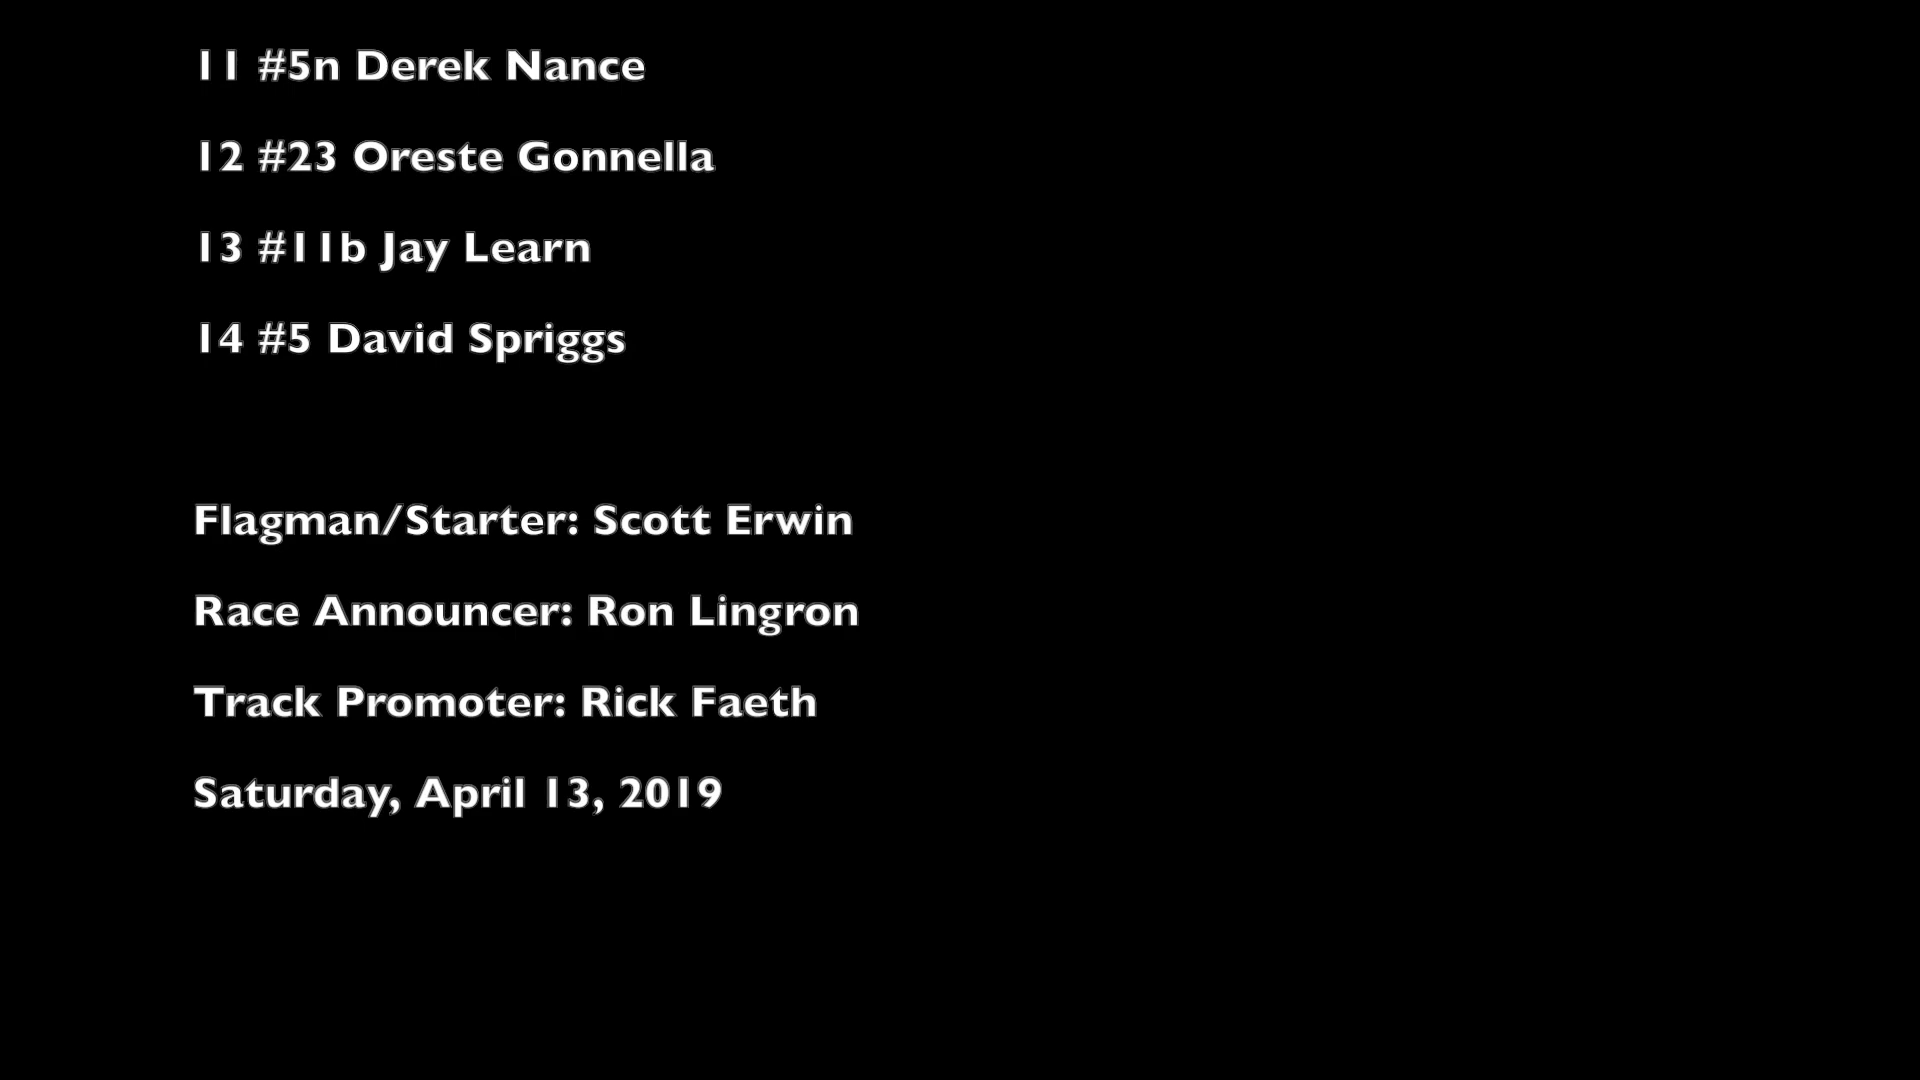 11 #5n Derek Nance
12 #23 Oreste Gonnella
13 #11b Jay Learn
14 #5 David Spriggs
Flagman/Starter: Scott Erwin
Race Announcer: Ron Lingron
Track Promoter: Rick Faeth
Saturday, April 13, 2019